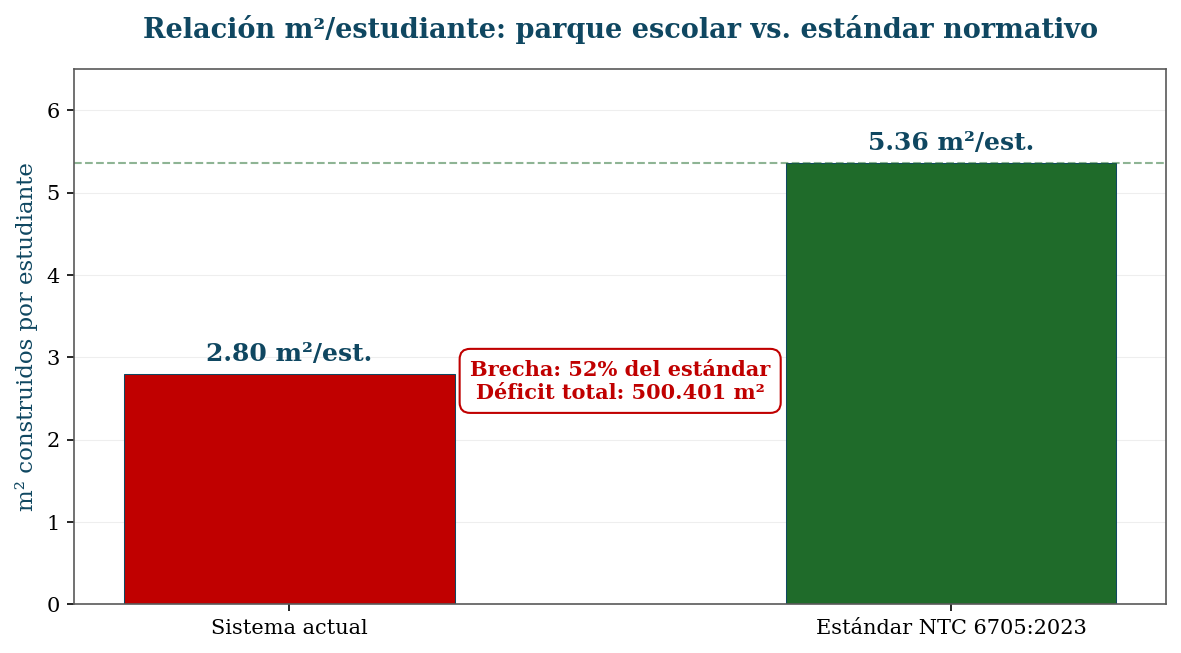 Relación m²/estudiante: parque escolar vs. estándar normativo
m² construidos por estudiante
6
5
4
3
2
1
0
5.36 m²/est.
2.80 m²/est.
Brecha: 52% del estándar
Déficit total: 500.401 m²
Sistema actual
Estándar NTC 6705:2023